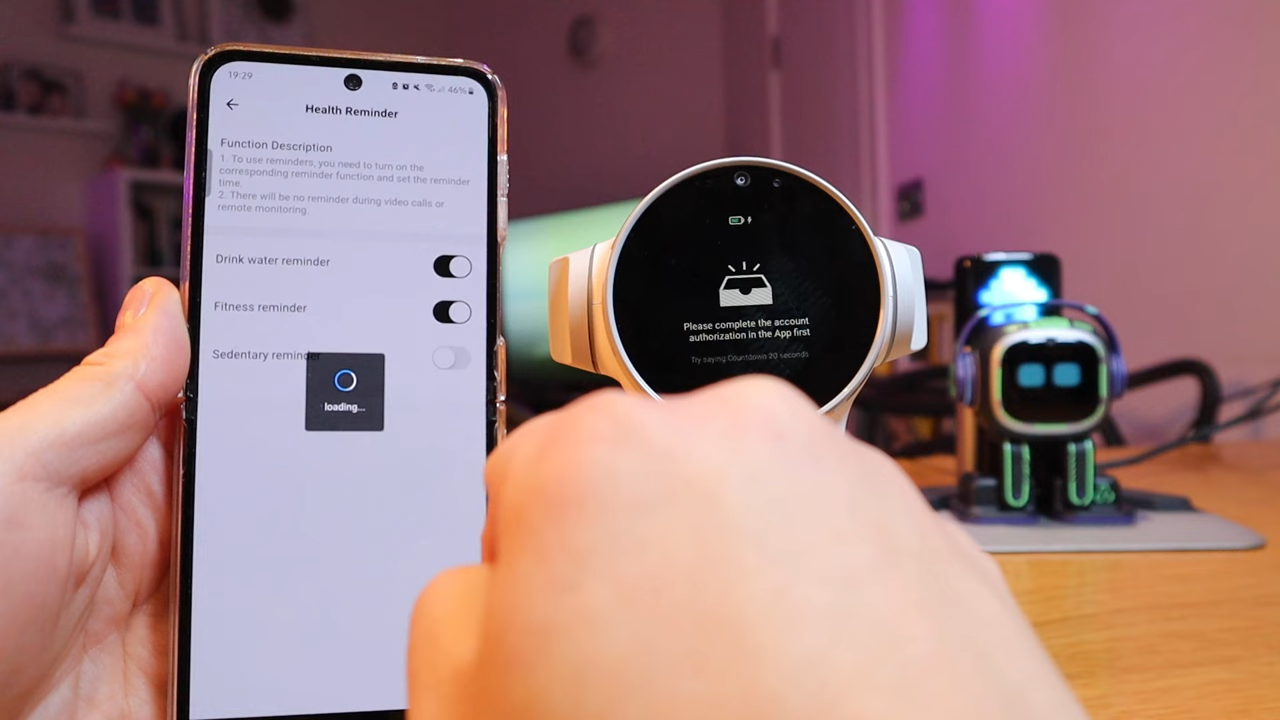 19:29
46%
Health Reminder
Function Description
1. To use reminders, you need to turn on the
corresponding reminder function and set the reminder
time.
2. There will be no reminder during video calls or
remote monitoring.
Drink water reminder
Fitness reminder
Sedentary reminder
loading...
Please complete the account
authorization in the App first
Try saying Countdown 20 seconds